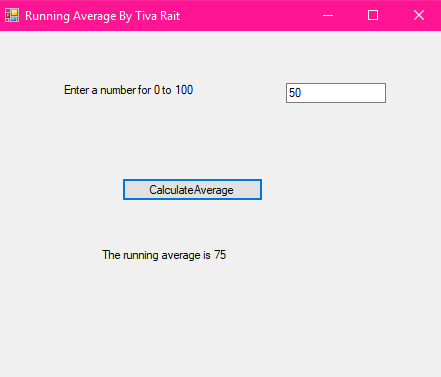 Running Average By Tiva Rait
Enter a number for 0 to 100
50
CalculateAverage
The running average is 75